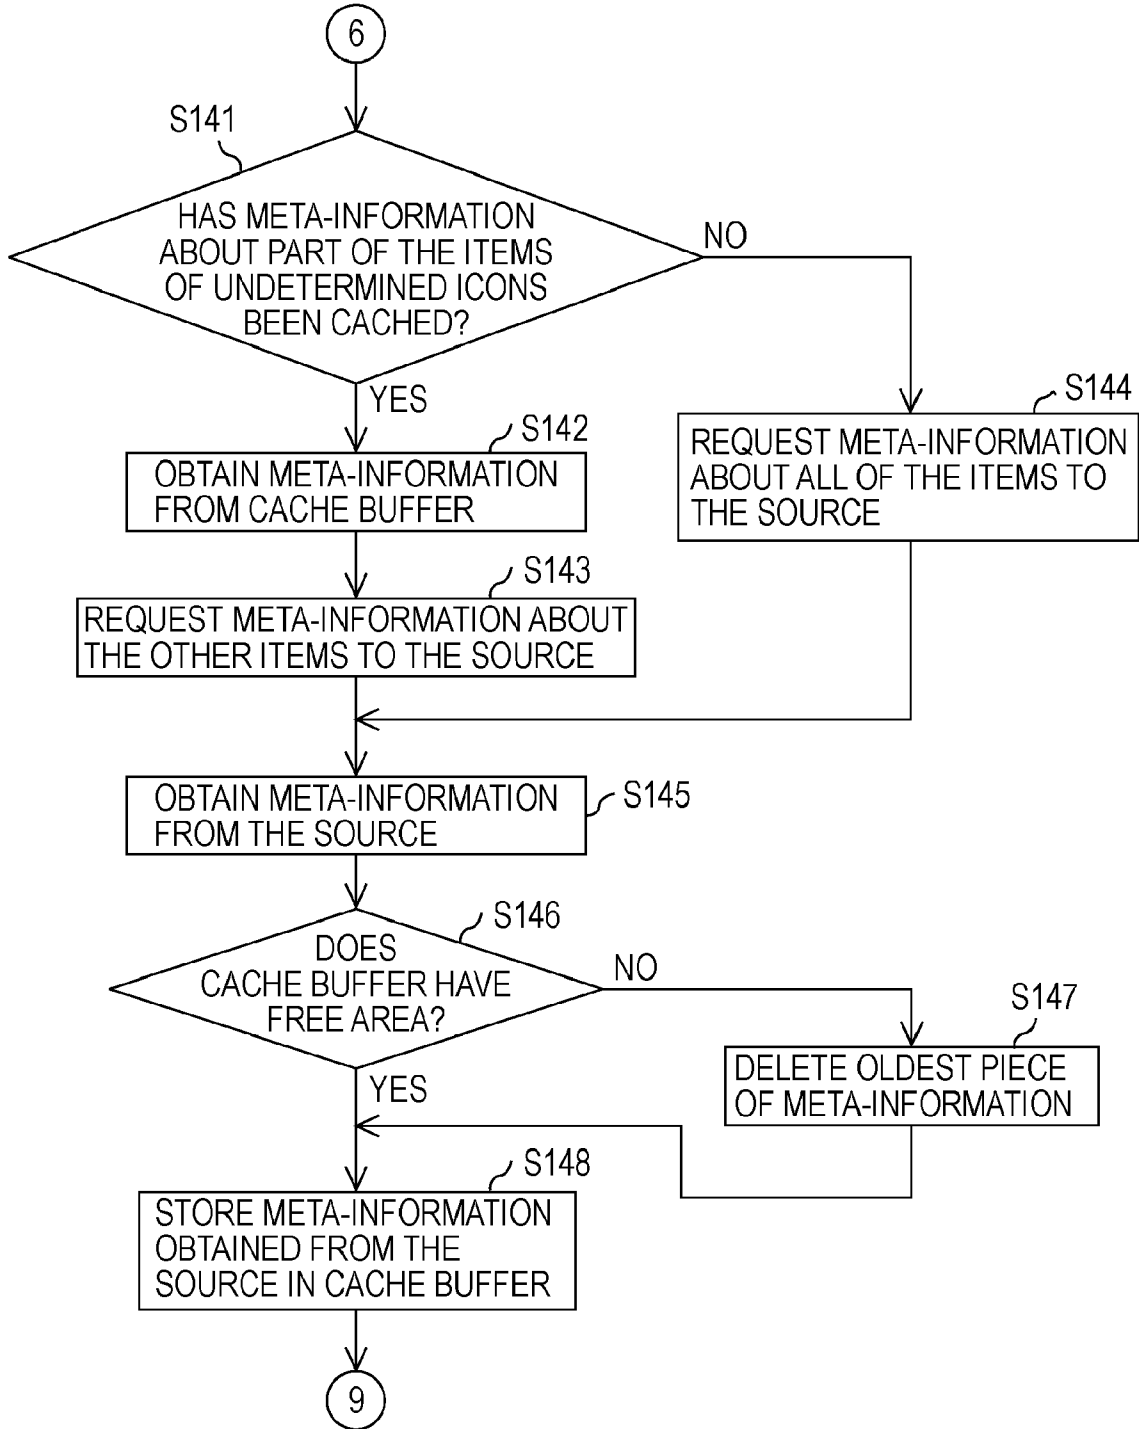 6
S141
HAS META-INFORMATION
ABOUT PART OF THE ITEMS
OF UNDETERMINED ICONS
BEEN CACHED?
NO
YES
S142
OBTAIN META-INFORMATION
FROM CACHE BUFFER
S144
REQUEST META-INFORMATION
ABOUT ALL OF THE ITEMS TO
THE SOURCE
S143
REQUEST META-INFORMATION ABOUT
THE OTHER ITEMS TO THE SOURCE
OBTAIN META-INFORMATION
FROM THE SOURCE
S145
S146
DOES
CACHE BUFFER HAVE
FREE AREA?
NO
YES
S147
DELETE OLDEST PIECE
OF META-INFORMATION
S148
STORE META-INFORMATION
OBTAINED FROM THE
SOURCE IN CACHE BUFFER
9